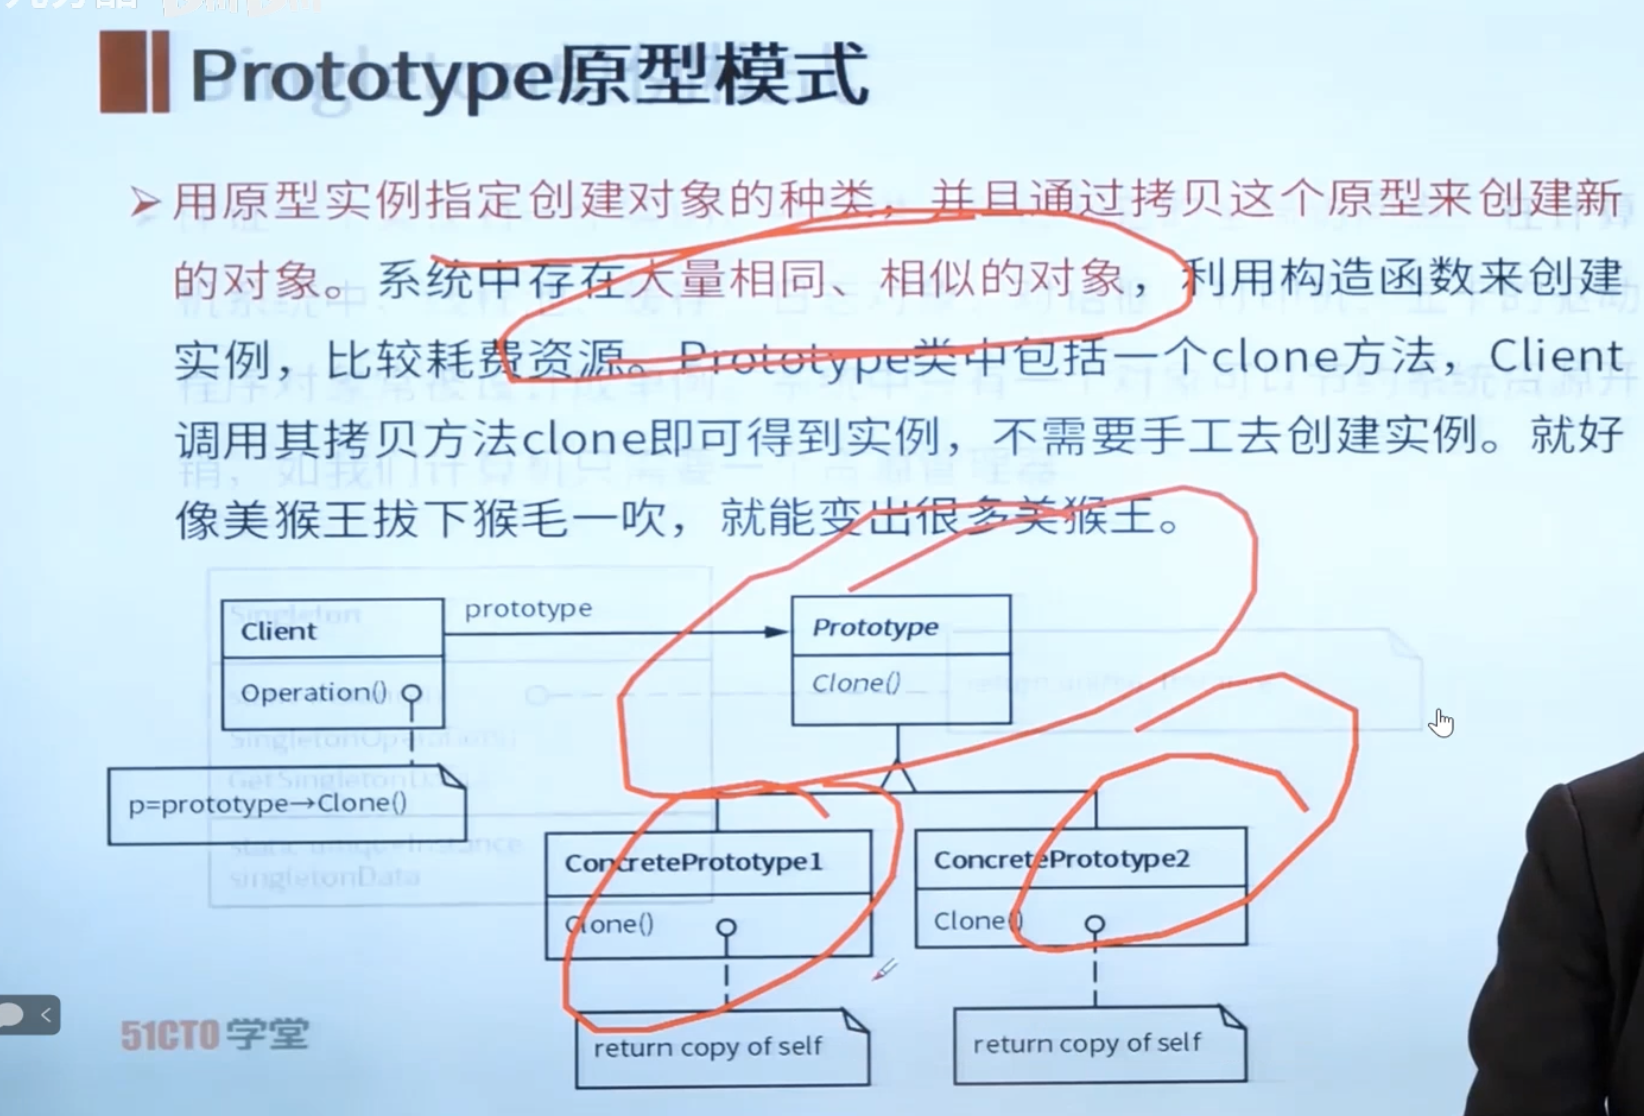 Prototype原型模式
➢用原型实例指定创建对象的种类，并且通过拷贝这个原型来创建新
的对象。系统中存在大量相同、相似的对象，利用构造函数来创建
实例，比较耗费资源。Prototype类中包括一个clone方法，Client
调用其拷贝方法clone即可得到实例，不需要手工去创建实例。就好
像美猴王拔下猴毛一吹，就能变出很多美猴王。
Client
Operation()
prototype
Prototype
Clone()
p=prototype→Clone()
ConcretePrototype1
Clone()
ConcretePrototype2
Clone()
return copy of self
return copy of self
51CTO学堂